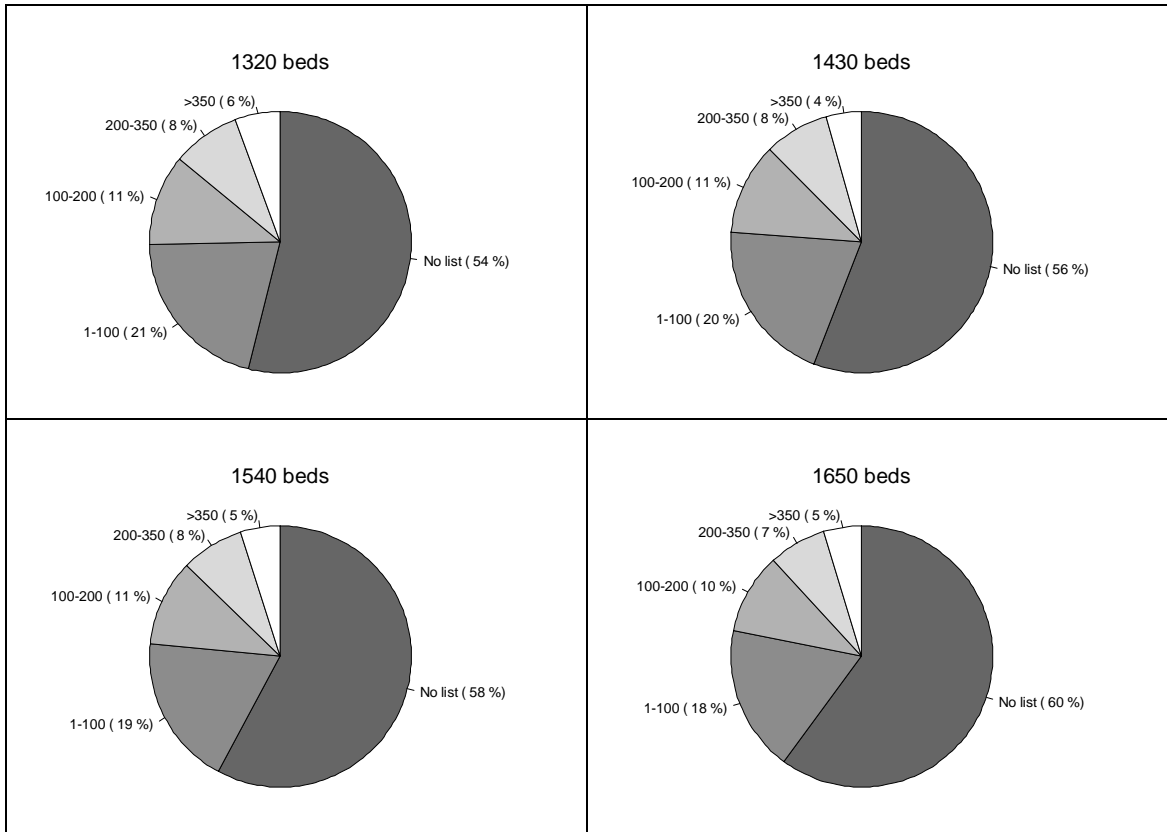 1320 beds
>350 ( 6 %)
200-350 ( 8 %)
100-200 ( 11 %)
No list ( 54 %)
1-100 ( 21 %)
1430 beds
>350 ( 4 %)
200-350 ( 8 %)
100-200 ( 11 %)
No list ( 56 %)
1-100 ( 20 %)
1540 beds
>350 ( 5 %)
200-350 ( 8 %)
100-200 ( 11 %)
No list ( 58 %)
1-100 ( 19 %)
1650 beds
>350 ( 5 %)
200-350 ( 7 %)
100-200 ( 10 %)
No list ( 60 %)
1-100 ( 18 %)